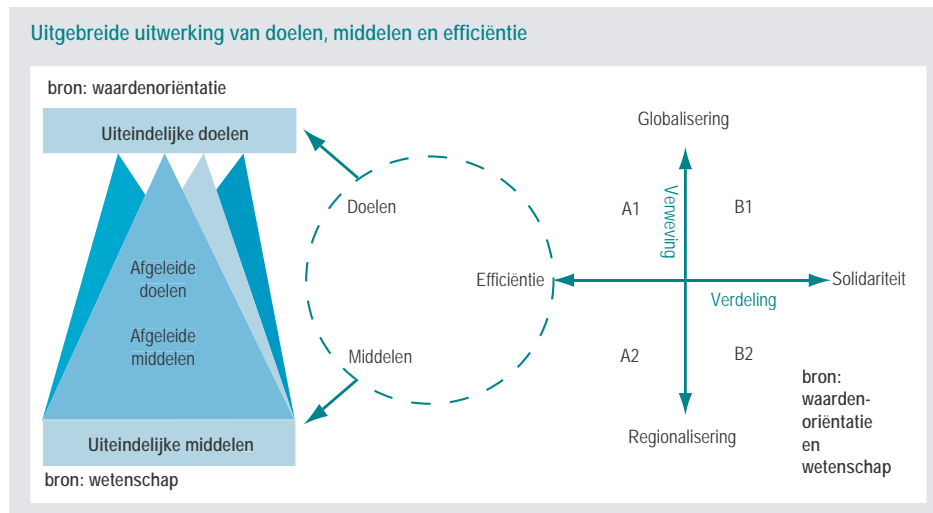 Uitgebreide uitwerking van doelen, middelen en efficiëntie
bron: waardenoriëntatie
Uiteindelijke doelen
Afgeleide
doelen
Afgeleide
middelen
Uiteindelijke middelen
bron: wetenschap
Doelen
Efficiëntie
Middelen
Globalisering
A1
Verweving
B1
Solidariteit
Verdeling
A2
B2
Regionalisering
bron:
waarden-
oriëntatie
en
wetenschap